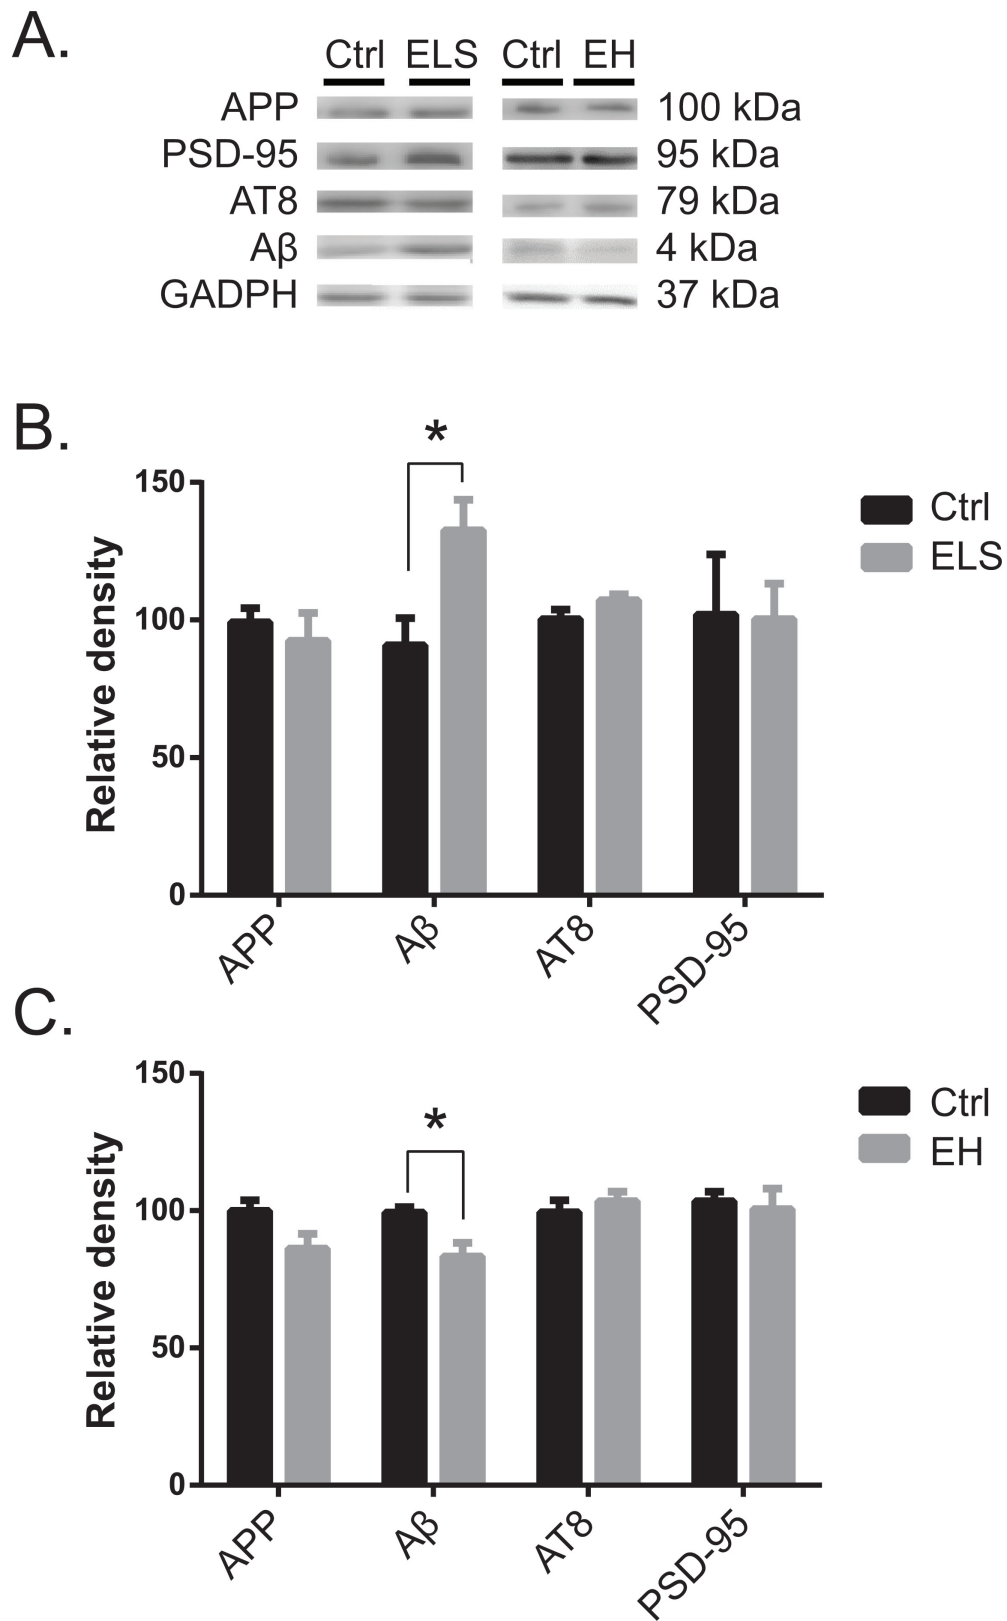 A.
Ctrl ELS Ctrl EH
APP 100 kDa
PSD-95 95 kDa
AT8 79 kDa
Aβ 4 kDa
GADPH 37 kDa
B.
*
150
100
50
0
Relative density
Ctrl
ELS
APP Aβ AT8 PSD-95
C.
*
150
100
50
0
Relative density
Ctrl
EH
APP Aβ AT8 PSD-95